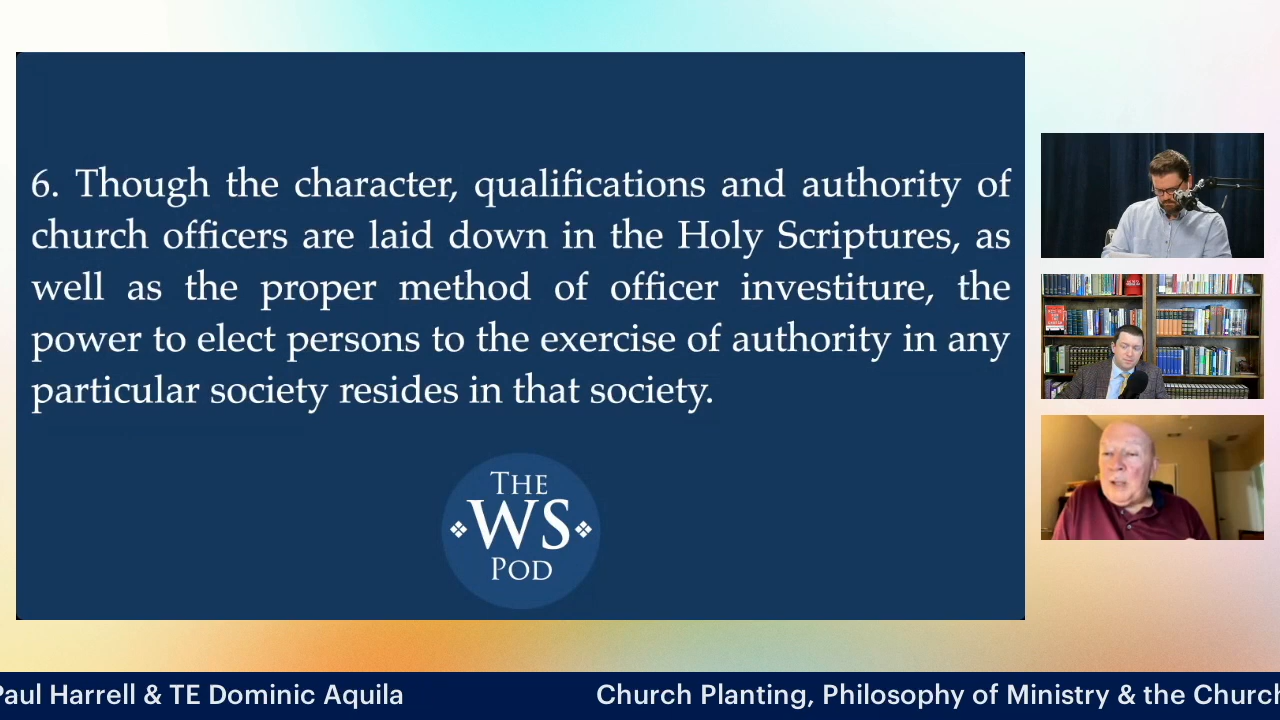 6. Though the character, qualifications and authority of
church officers are laid down in the Holy Scriptures, as
well as the proper method of officer investiture, the
power to elect persons to the exercise of authority in any
particular society resides in that society.
THE
WS
POD
Paul Harrell & TE Dominic Aquila
Church Planting, Philosophy of Ministry & the Church